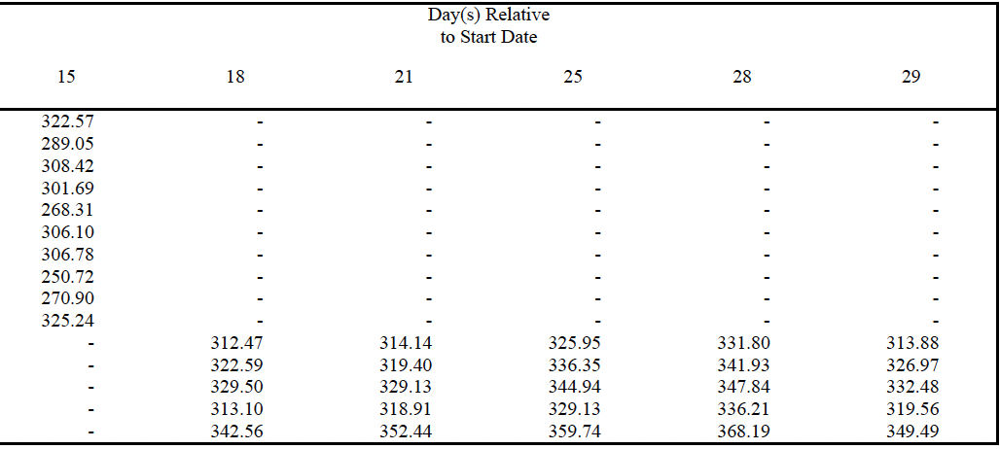 Day(s) Relative
to Start Date
15 18 21 25 28 29
322.57 - - - - -
289.05 - - - - -
308.42 - - - - -
301.69 - - - - -
268.31 - - - - -
306.10 - - - - -
306.78 - - - - -
250.72 - - - - -
270.90 - - - - -
325.24 - - - - -
- 312.47 314.14 325.95 331.80 313.88
- 322.59 319.40 336.35 341.93 326.97
- 329.50 329.13 344.94 347.84 332.48
- 313.10 318.91 329.13 336.21 319.56
- 342.56 352.44 359.74 368.19 349.49